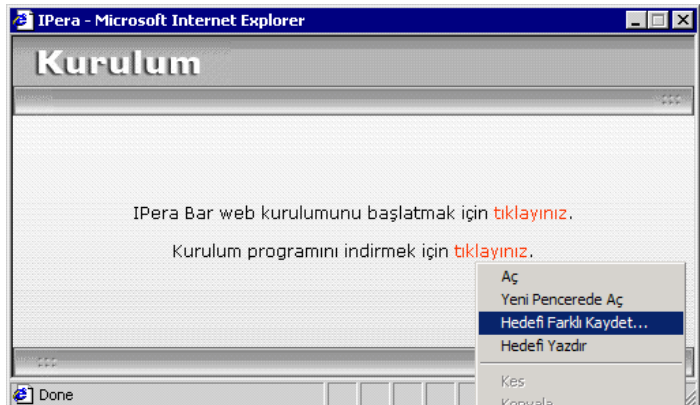 IPera - Microsoft Internet Explorer
Kurulum
IPera Bar web kurulumunu başlatmak için tıklayınız.
Kurulum programını indirmek için tıklayınız.
Aç
Yeni Pencerede Aç
Hedefi Farklı Kaydet...
Hedefi Yazdır
Kes
Kopyala
Done